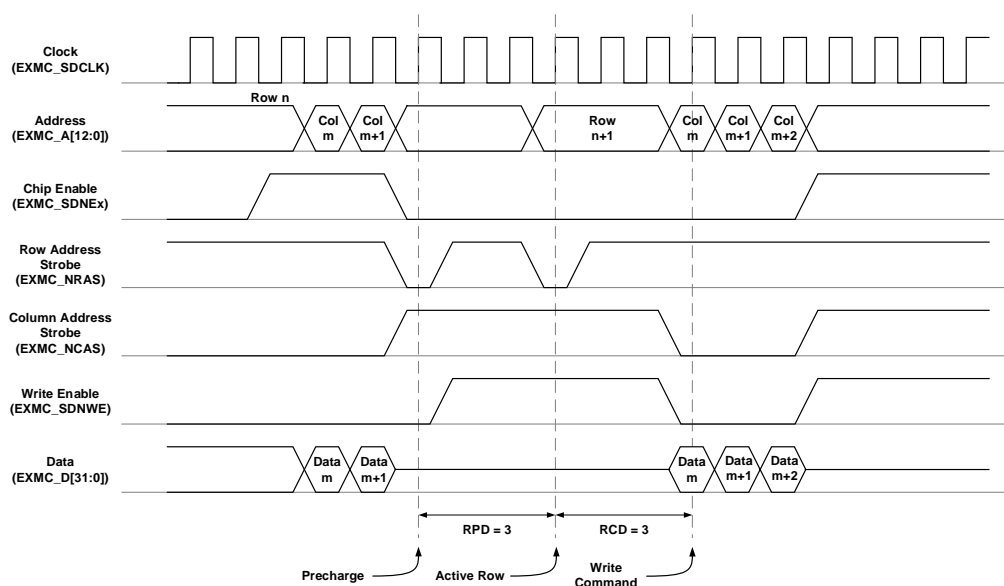 Clock
(EXMC_SDCLK)
Row n
Address
(EXMC_A[12:0])
Col
m
Col
m+1
Row
n+1
Col
m
Col
m+1
Col
m+2
Chip Enable
(EXMC_SDNEx)
Row Address
Strobe
(EXMC_NRAS)
Column Address
Strobe
(EXMC_NCAS)
Write Enable
(EXMC_SDNWE)
Data
(EXMC_D[31:0])
Data
m
Data
m+1
Data
m
Data
m+1
Data
m+2
RPD = 3
RCD = 3
Precharge
Active Row
Write
Command